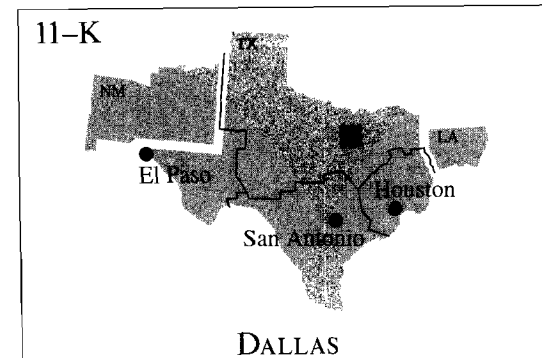 11–K
TX
NM
LA
El Paso
Houston
San Antonio
DALLAS